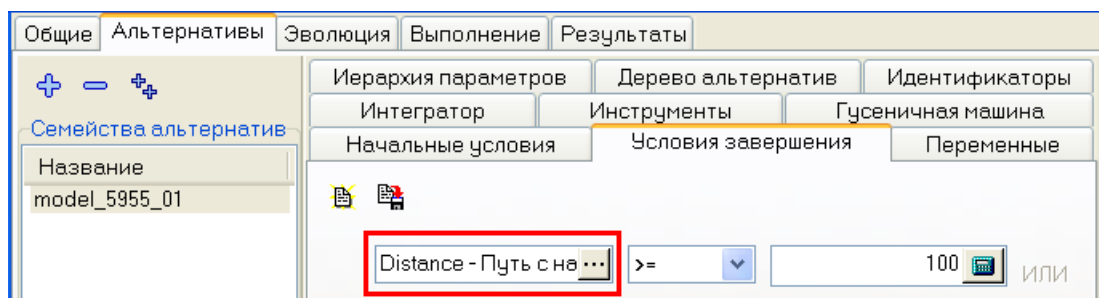 Общие Альтернативы Эволюция Выполнение Результаты
Иерархия параметров Дерево альтернатив Идентификаторы
Интегратор Инструменты Гусеничная машина
Семейства альтернатив
Начальные условия Условия завершения Переменные
Название
model_5955_01
Distance - Путь с на ... >= 100 ИЛИ